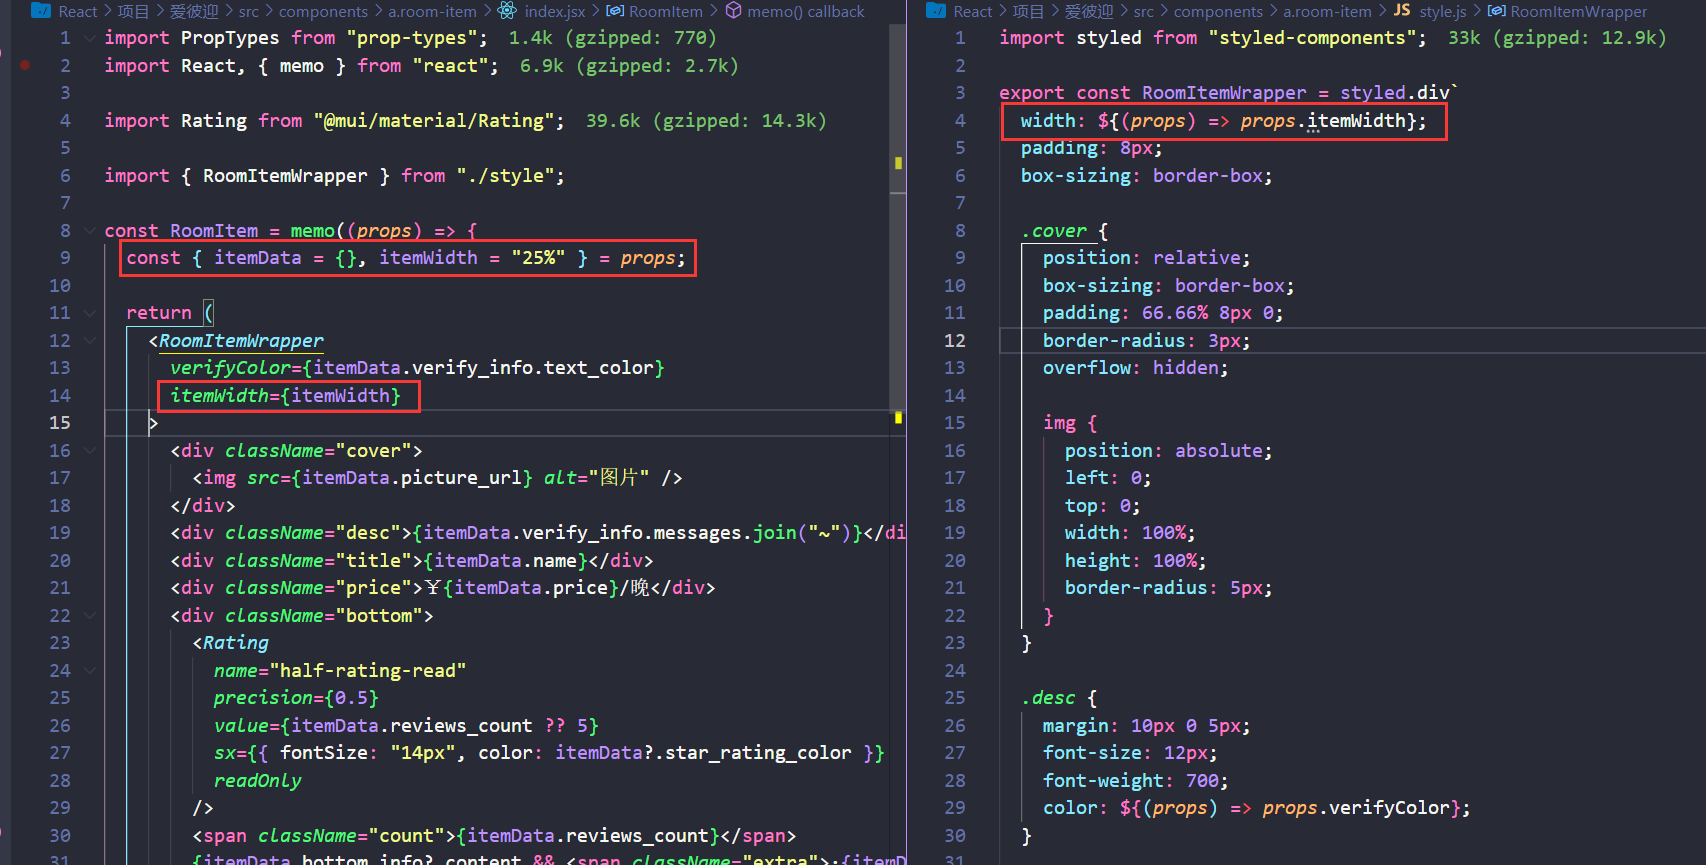 React > 项目 > 爱彼迎 > src > components > a.room-item > index.jsx > RoomItem > memo() callback
1 import PropTypes from "prop-types"; 1.4k (gzipped: 770)
2 import React, { memo } from "react"; 6.9k (gzipped: 2.7k)
3
4 import Rating from "@mui/material/Rating"; 39.6k (gzipped: 14.3k)
5
6 import { RoomItemWrapper } from "./style";
7
8 const RoomItem = memo((props) => {
9 const { itemData = {}, itemWidth = "25%" } = props;
10
11 return (
12 <RoomItemWrapper
13 verifyColor={itemData.verify_info.text_color}
14 itemWidth={itemWidth}
15 >
16 <div className="cover">
17 <img src={itemData.picture_url} alt="图片" />
18 </div>
19 <div className="desc">{itemData.verify_info.messages.join("~")}</di
20 <div className="title">{itemData.name}</div>
21 <div className="price">¥{itemData.price}/晚</div>
22 <div className="bottom">
23 <Rating
24 name="half-rating-read"
25 precision={0.5}
26 value={itemData.reviews_count ?? 5}
27 sx={{ fontSize: "14px", color: itemData?.star_rating_color }}
28 readOnly
29 />
30 <span className="count">{itemData.reviews_count}</span>
31 {itemData.bottom_info?.content && <span className="extra">·{itemD
React > 项目 > 爱彼迎 > src > components > a.room-item > JS style.js > RoomItemWrapper
1 import styled from "styled-components"; 33k (gzipped: 12.9k)
2
3 export const RoomItemWrapper = styled.div`
4 width: ${(props) => props.itemWidth};
5 padding: 8px;
6 box-sizing: border-box;
7
8 .cover {
9 position: relative;
10 box-sizing: border-box;
11 padding: 66.66% 8px 0;
12 border-radius: 3px;
13 overflow: hidden;
14
15 img {
16 position: absolute;
17 left: 0;
18 top: 0;
19 width: 100%;
20 height: 100%;
21 border-radius: 5px;
22 }
23 }
24
25 .desc {
26 margin: 10px 0 5px;
27 font-size: 12px;
28 font-weight: 700;
29 color: ${(props) => props.verifyColor};
30 }
31